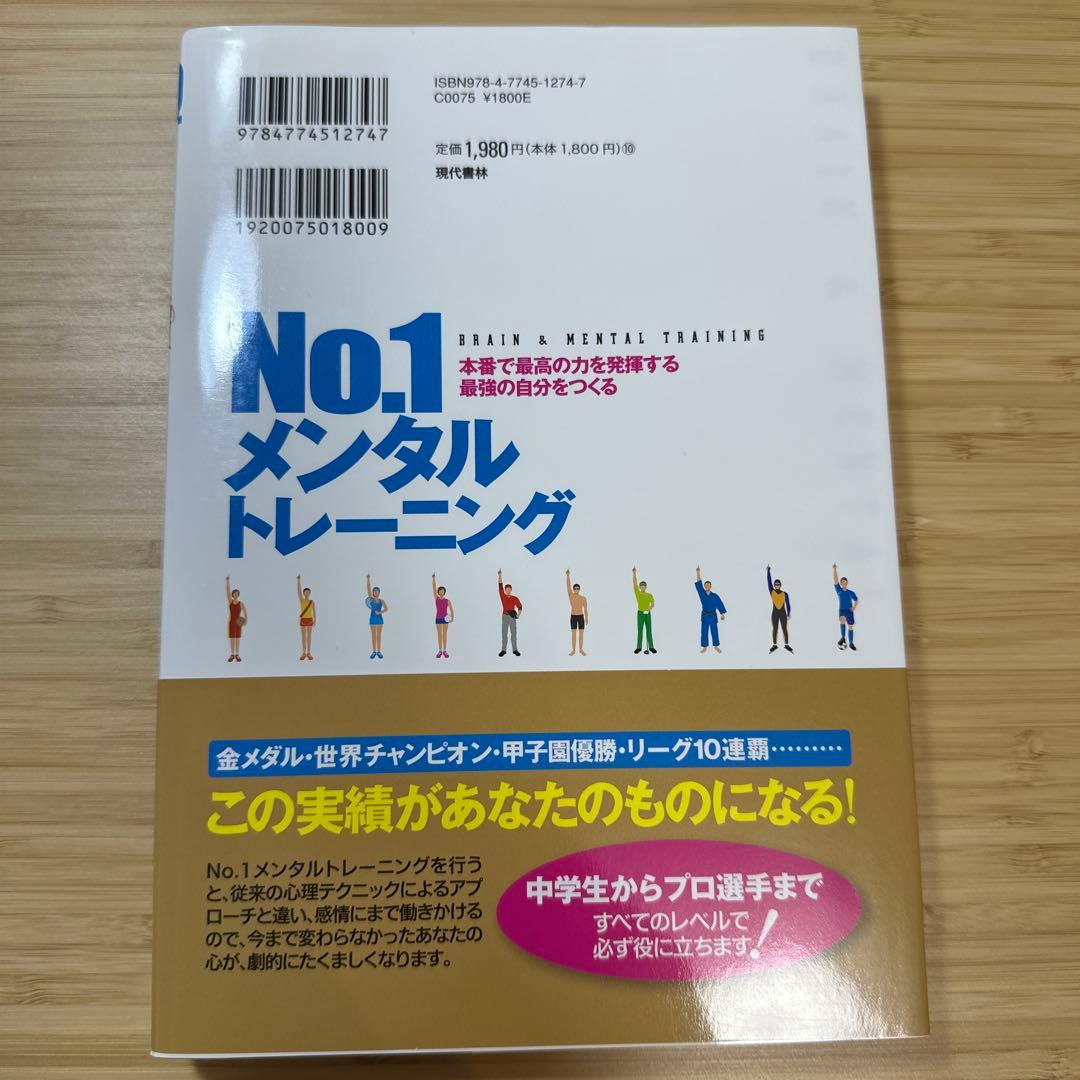 ISBN978-4-7745-1274-7
C0075 ¥1800E
9784774512747
定価1,980円(本体1,800円)⑩
現代書林
1920075018009
No.1
BRAIN & MENTAL TRAINING
本番で最高の力を発揮する
最強の自分をつくる
メンタル
トレーニング
金メダル・世界チャンピオン・甲子園優勝・リーグ10連覇………
この実績があなたのものになる!
No.1メンタルトレーニングを行う
と、従来の心理テクニックによるアプ
ローチと違い、感情にまで働きかける
ので、今まで変わらなかったあなたの
心が、劇的にたくましくなります。
中学生からプロ選手まで
すべてのレベルで
必ず役に立ちます!